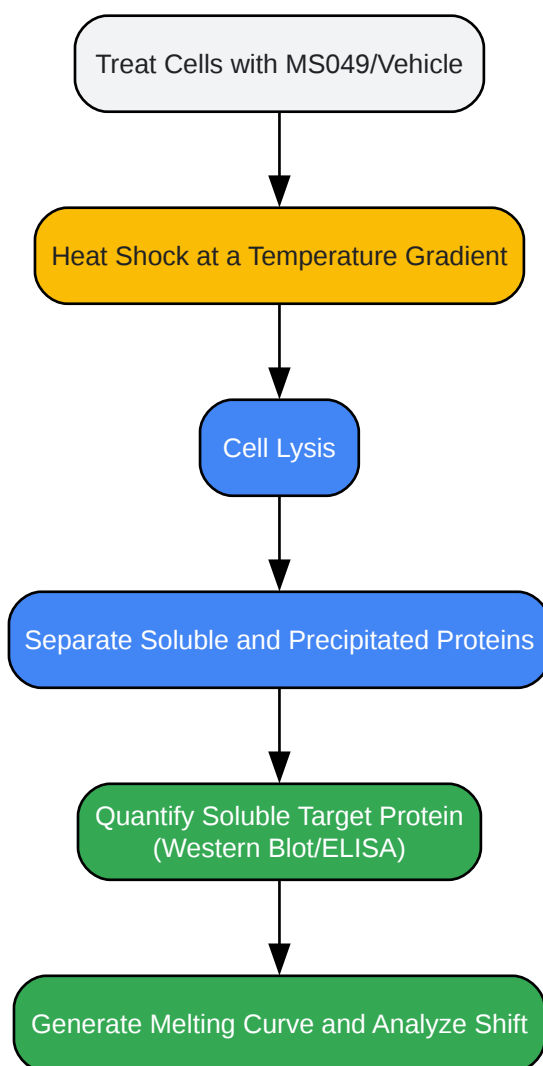 Treat Cells with MS049/Vehicle
Heat Shock at a Temperature Gradient
Cell Lysis
Separate Soluble and Precipitated Proteins
Quantify Soluble Target Protein
(Western Blot/ELISA)
Generate Melting Curve and Analyze Shift